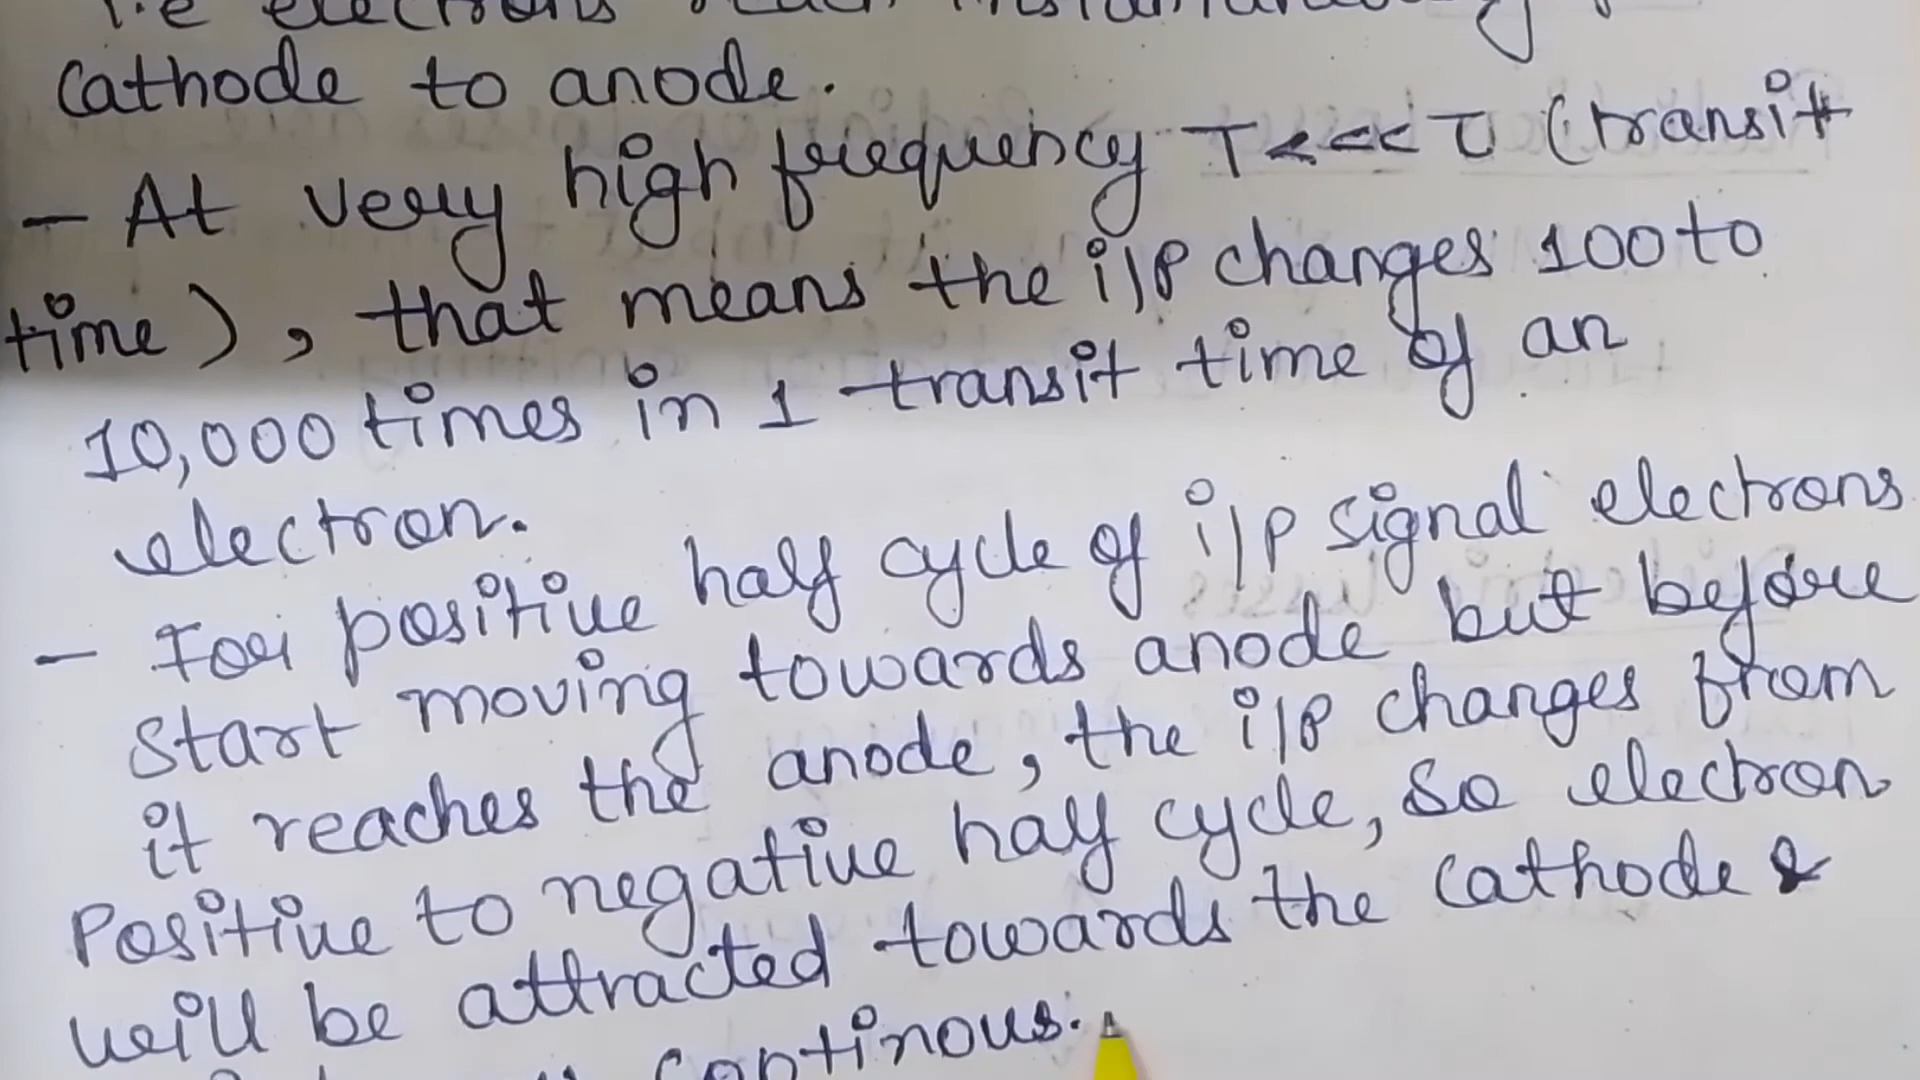 i.e electrons reach instantaneously
cathode to anode.
- At very high frequency T <<< τ (transit
time), that means the i/p changes 100 to
10,000 times in 1 transit time of an
electron.
- For positive half cycle of i/p signal electrons
start moving towards anode but before
it reaches the anode, the i/p changes from
Positive to negative half cycle, so electron
will be attracted towards the cathode &
continous.